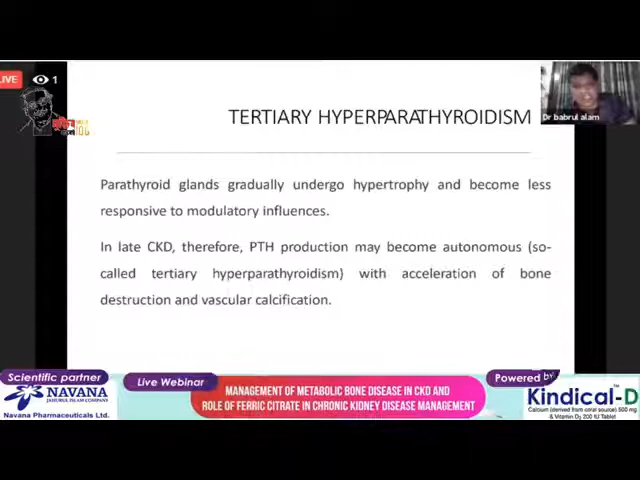 LIVE
1
TERTIARY HYPERPARATHYROIDISM
Dr babrul alam
Parathyroid glands gradually undergo hypertrophy and become less
responsive to modulatory influences.
In late CKD, therefore, PTH production may become autonomous (so-
called tertiary hyperparathyroidism) with acceleration of bone
destruction and vascular calcification.
Scientific partner
NAVANA
JAHURUL ISLAM COMPANY
Navana Pharmaceuticals Ltd.
Live Webinar
MANAGEMENT OF METABOLIC BONE DISEASE IN CKD AND
ROLE OF FERRIC CITRATE IN CHRONIC KIDNEY DISEASE MANAGEMENT
Powered by:
Kindical-D
Calcium (derived from coral source) 500 mg
& Vitamin D3 200 IU Tablet